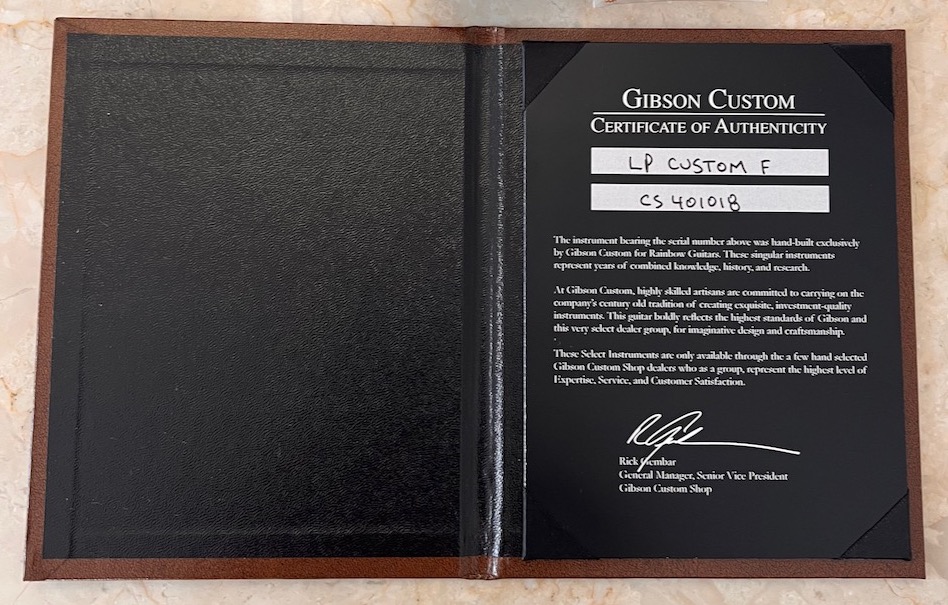 GIBSON CUSTOM
CERTIFICATE OF AUTHENTICITY
LP CUSTOM F
CS 401018
The instrument bearing the serial number above was hand-built exclusively
by Gibson Custom for Rainbow Guitars. These singular instruments
represent years of combined knowledge, history, and research.
At Gibson Custom, highly skilled artisans are committed to carrying on the
company's century old tradition of creating exquisite, investment-quality
instruments. This guitar boldly reflects the highest standards of Gibson and
this very select dealer group, for imaginative design and craftsmanship.
These Select Instruments are only available through the a few hand selected
Gibson Custom Shop dealers who as a group, represent the highest level of
Expertise, Service, and Customer Satisfaction.
Rick Gembar
General Manager, Senior Vice President
Gibson Custom Shop